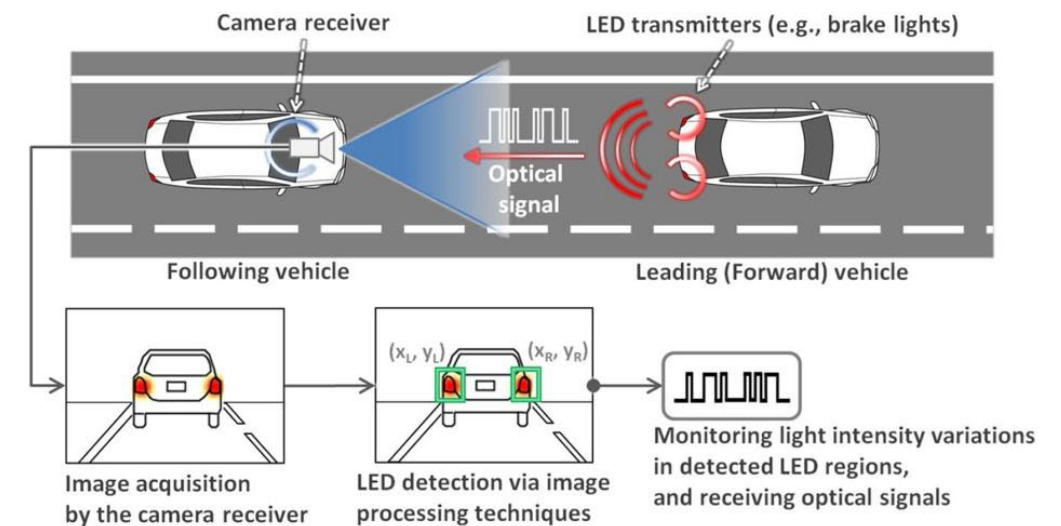 Camera receiver
LED transmitters (e.g., brake lights)
Optical
signal
Following vehicle
Leading (Forward) vehicle
(xL, yL)
(xR, yR)
Image acquisition
by the camera receiver
LED detection via image
processing techniques
Monitoring light intensity variations
in detected LED regions,
and receiving optical signals